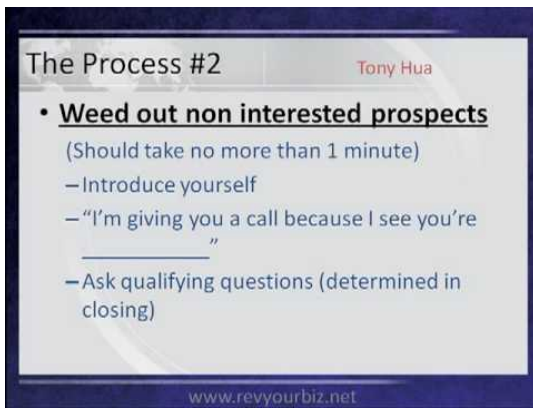 The Process #2
Tony Hua
• Weed out non interested prospects
(Should take no more than 1 minute)
–Introduce yourself
–“I'm giving you a call because I see you're
____________”
–Ask qualifying questions (determined in
closing)
www.revyourbiz.net